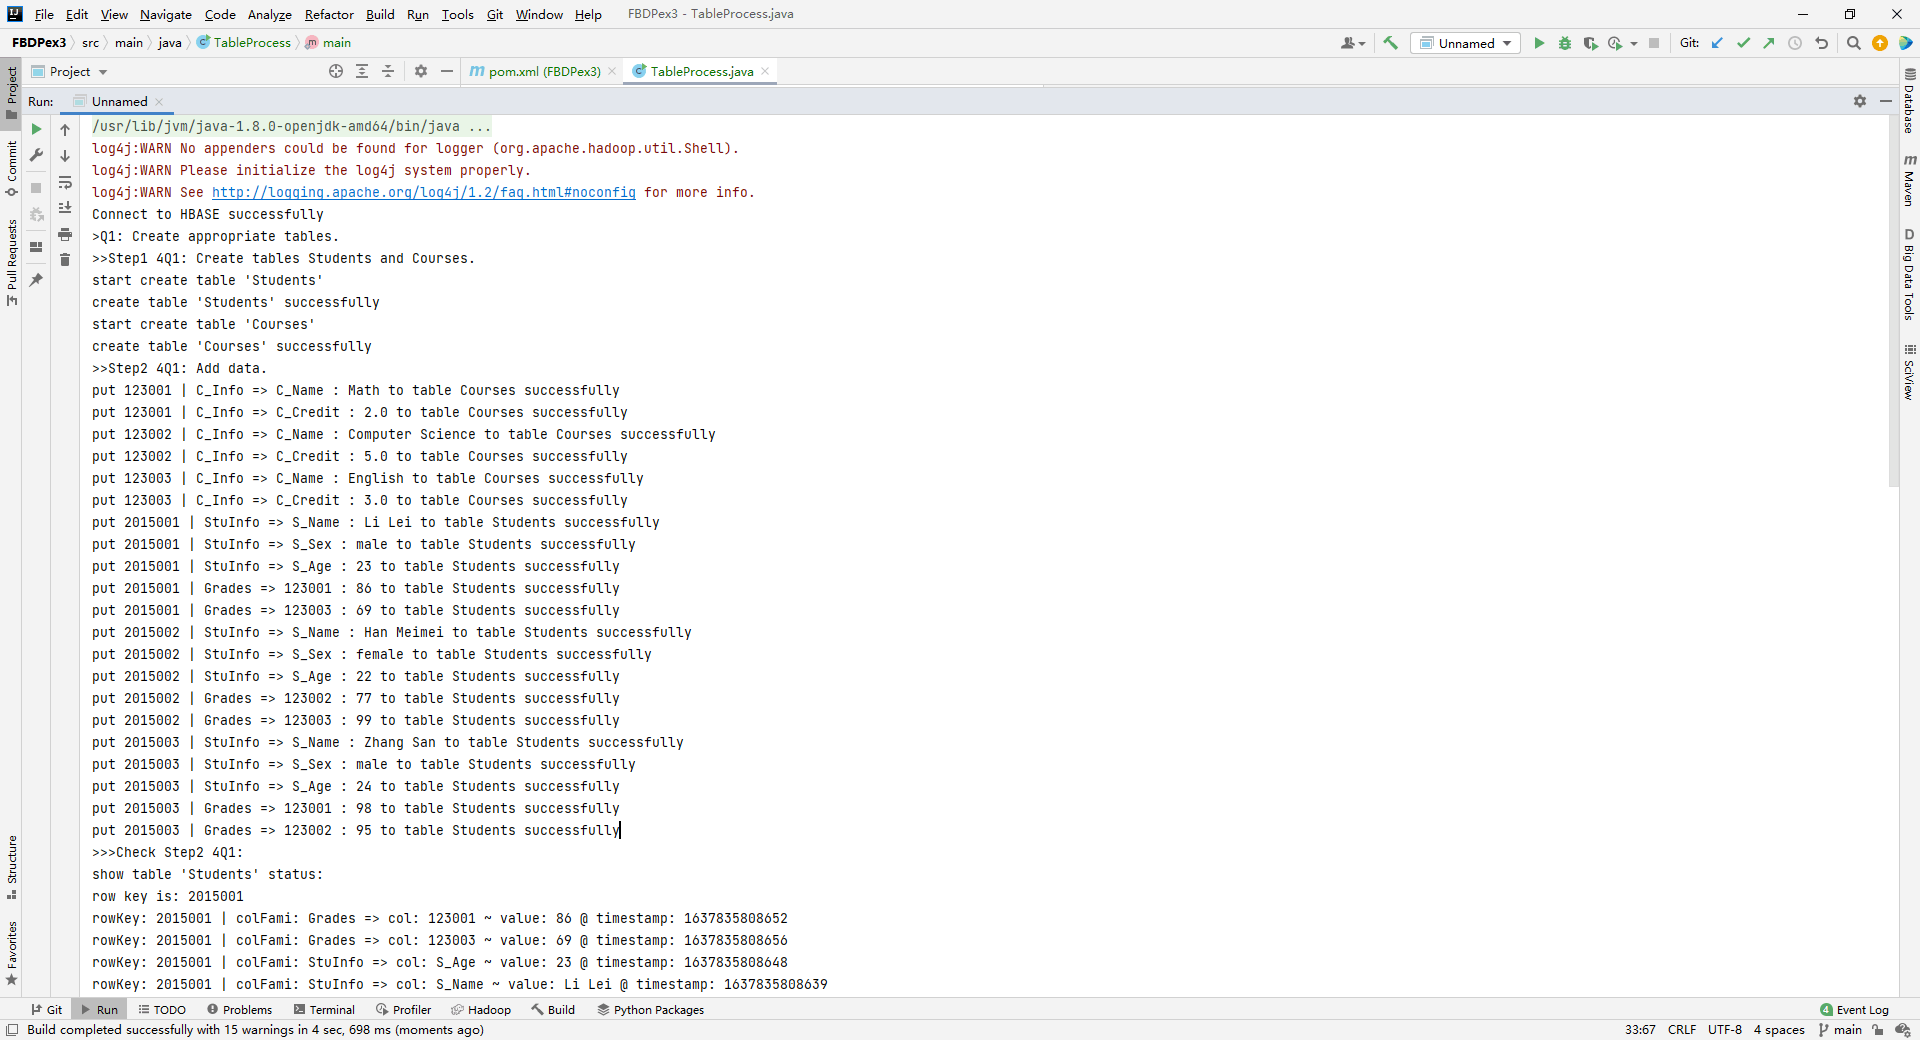 File Edit View Navigate Code Analyze Refactor Build Run Tools Git Window Help FBDPex3 - TableProcess.java
FBDPex3 src main java TableProcess main Unnamed Git:
Project pom.xml (FBDPex3) TableProcess.java
Run: Unnamed
/usr/lib/jvm/java-1.8.0-openjdk-amd64/bin/java ...
log4j:WARN No appenders could be found for logger (org.apache.hadoop.util.Shell).
log4j:WARN Please initialize the log4j system properly.
log4j:WARN See http://logging.apache.org/log4j/1.2/faq.html#noconfig for more info.
Connect to HBASE successfully
>Q1: Create appropriate tables.
>>Step1 4Q1: Create tables Students and Courses.
start create table 'Students'
create table 'Students' successfully
start create table 'Courses'
create table 'Courses' successfully
>>Step2 4Q1: Add data.
put 123001 | C_Info => C_Name : Math to table Courses successfully
put 123001 | C_Info => C_Credit : 2.0 to table Courses successfully
put 123002 | C_Info => C_Name : Computer Science to table Courses successfully
put 123002 | C_Info => C_Credit : 5.0 to table Courses successfully
put 123003 | C_Info => C_Name : English to table Courses successfully
put 123003 | C_Info => C_Credit : 3.0 to table Courses successfully
put 2015001 | StuInfo => S_Name : Li Lei to table Students successfully
put 2015001 | StuInfo => S_Sex : male to table Students successfully
put 2015001 | StuInfo => S_Age : 23 to table Students successfully
put 2015001 | Grades => 123001 : 86 to table Students successfully
put 2015001 | Grades => 123003 : 69 to table Students successfully
put 2015002 | StuInfo => S_Name : Han Meimei to table Students successfully
put 2015002 | StuInfo => S_Sex : female to table Students successfully
put 2015002 | StuInfo => S_Age : 22 to table Students successfully
put 2015002 | Grades => 123002 : 77 to table Students successfully
put 2015002 | Grades => 123003 : 99 to table Students successfully
put 2015003 | StuInfo => S_Name : Zhang San to table Students successfully
put 2015003 | StuInfo => S_Sex : male to table Students successfully
put 2015003 | StuInfo => S_Age : 24 to table Students successfully
put 2015003 | Grades => 123001 : 98 to table Students successfully
put 2015003 | Grades => 123002 : 95 to table Students successfully
>>>Check Step2 4Q1:
show table 'Students' status:
row key is: 2015001
rowKey: 2015001 | colFami: Grades => col: 123001 ~ value: 86 @ timestamp: 1637835808652
rowKey: 2015001 | colFami: Grades => col: 123003 ~ value: 69 @ timestamp: 1637835808656
rowKey: 2015001 | colFami: StuInfo => col: S_Age ~ value: 23 @ timestamp: 1637835808648
rowKey: 2015001 | colFami: StuInfo => col: S_Name ~ value: Li Lei @ timestamp: 1637835808639
Project
Commit
Pull Requests
Structure
Favorites
Database
Maven
Big Data Tools
SciView
Git Run TODO Problems Terminal Profiler Hadoop Build Python Packages 4 Event Log
Build completed successfully with 15 warnings in 4 sec, 698 ms (moments ago) 33:67 CRLF UTF-8 4 spaces main